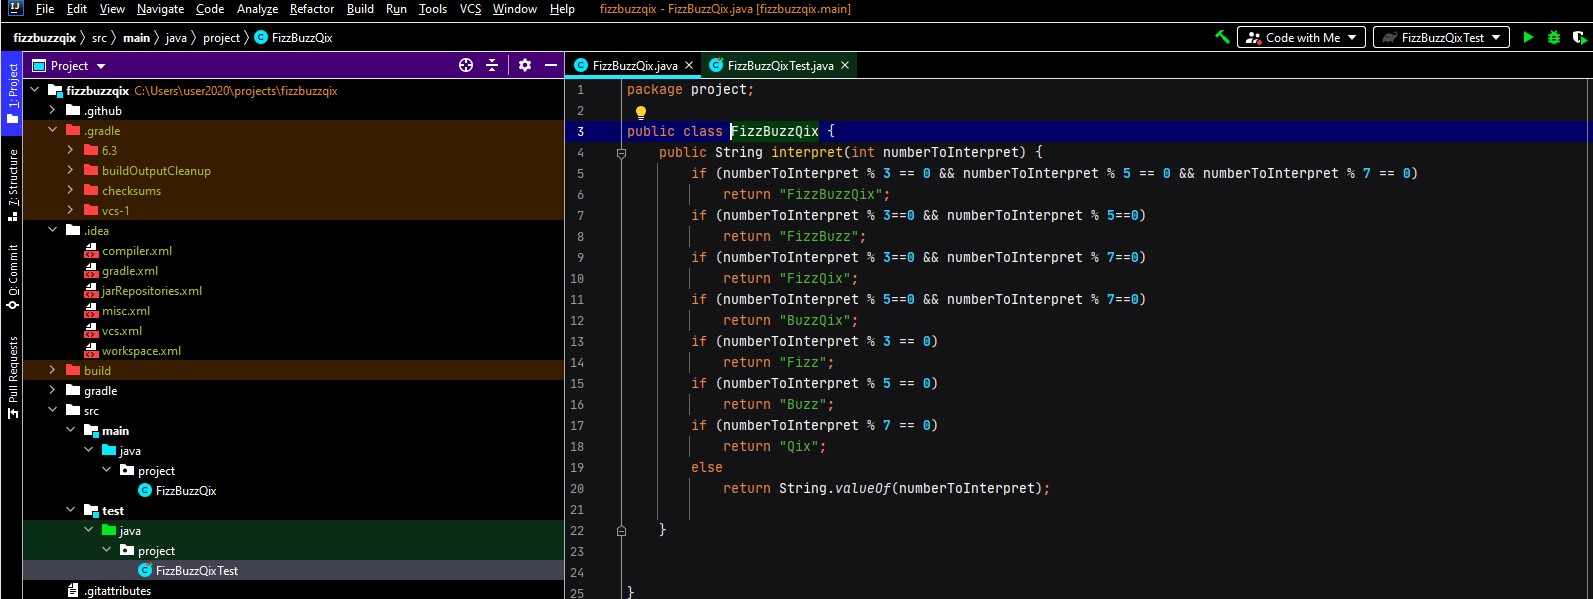 File Edit View Navigate Code Analyze Refactor Build Run Tools VCS Window Help fizzbuzzqix - FizzBuzzQix.java [fizzbuzzqix.main]
fizzbuzzqix src main java project FizzBuzzQix Code with Me FizzBuzzQixTest
1: Project
7: Structure
0: Commit
Pull Requests
Project
fizzbuzzqix C:\Users\user2020\projects\fizzbuzzqix
.github
.gradle
6.3
buildOutputCleanup
checksums
vcs-1
.idea
compiler.xml
gradle.xml
jarRepositories.xml
misc.xml
vcs.xml
workspace.xml
build
gradle
src
main
java
project
FizzBuzzQix
test
java
project
FizzBuzzQixTest
.gitattributes
FizzBuzzQix.java FizzBuzzQixTest.java
1 package project;
2
3 public class FizzBuzzQix {
4 public String interpret(int numberToInterpret) {
5 if (numberToInterpret % 3 == 0 && numberToInterpret % 5 == 0 && numberToInterpret % 7 == 0)
6 return "FizzBuzzQix";
7 if (numberToInterpret % 3==0 && numberToInterpret % 5==0)
8 return "FizzBuzz";
9 if (numberToInterpret % 3==0 && numberToInterpret % 7==0)
10 return "FizzQix";
11 if (numberToInterpret % 5==0 && numberToInterpret % 7==0)
12 return "BuzzQix";
13 if (numberToInterpret % 3 == 0)
14 return "Fizz";
15 if (numberToInterpret % 5 == 0)
16 return "Buzz";
17 if (numberToInterpret % 7 == 0)
18 return "Qix";
19 else
20 return String.valueOf(numberToInterpret);
21
22 }
23
24
25 }